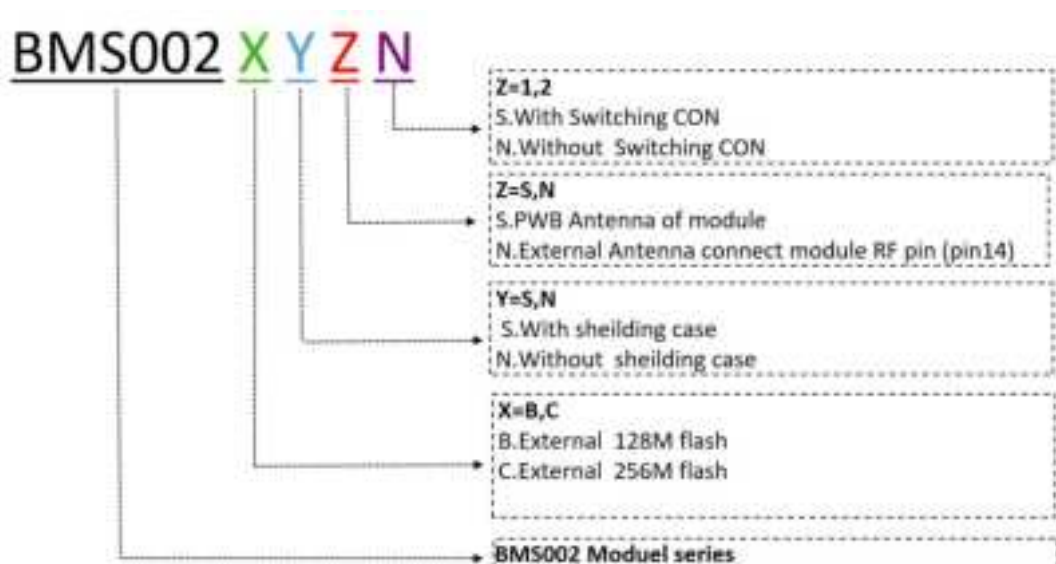 BMS002 X Y Z N
Z=1,2
S.With Switching CON
N.Without Switching CON
Z=S,N
S.PWB Antenna of module
N.External Antenna connect module RF pin (pin14)
Y=S,N
S.With sheilding case
N.Without sheilding case
X=B,C
B.External 128M flash
C.External 256M flash
BMS002 Moduel series